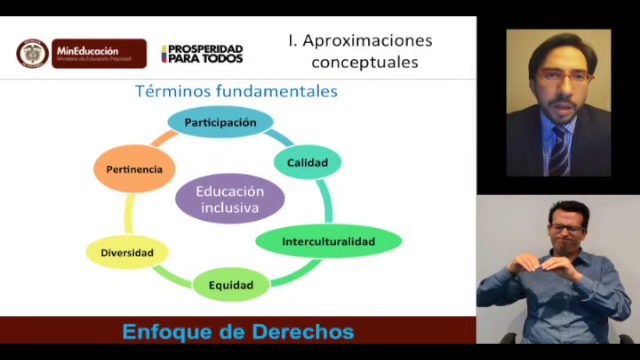 MinEducación
Ministerio de Educación Nacional
PROSPERIDAD
PARA TODOS
I. Aproximaciones
conceptuales
Términos fundamentales
Participación
Pertinencia
Calidad
Educación
inclusiva
Interculturalidad
Diversidad
Equidad
Enfoque de Derechos